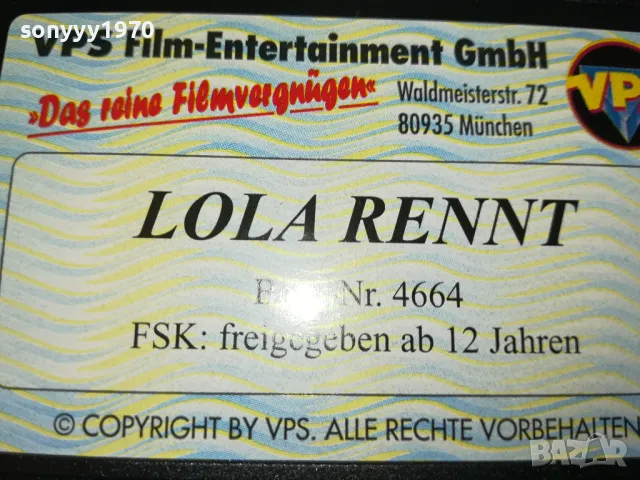 sonyyy1970
VPS Film-Entertainment GmbH
»Das reine Filmvergnügen«
Waldmeisterstr. 72
80935 München
VP
LOLA RENNT
Nr. 4664
FSK: freigegeben ab 12 Jahren
© COPYRIGHT BY VPS. ALLE RECHTE VORBEHALTEN
BAZAR